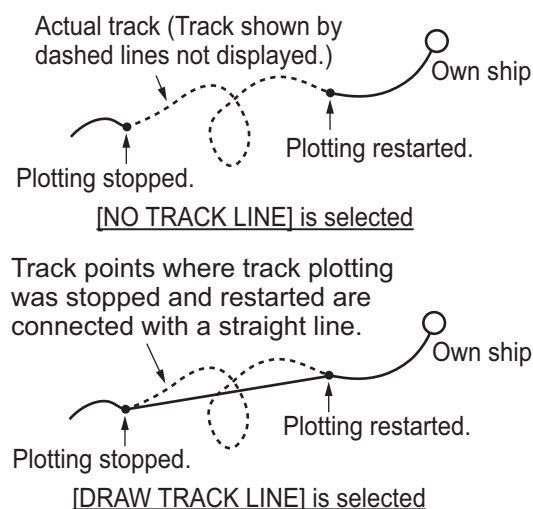 Actual track (Track shown by
dashed lines not displayed.)
Own ship
Plotting restarted.
Plotting stopped.
[NO TRACK LINE] is selected
Track points where track plotting
was stopped and restarted are
connected with a straight line.
Own ship
Plotting restarted.
Plotting stopped.
[DRAW TRACK LINE] is selected